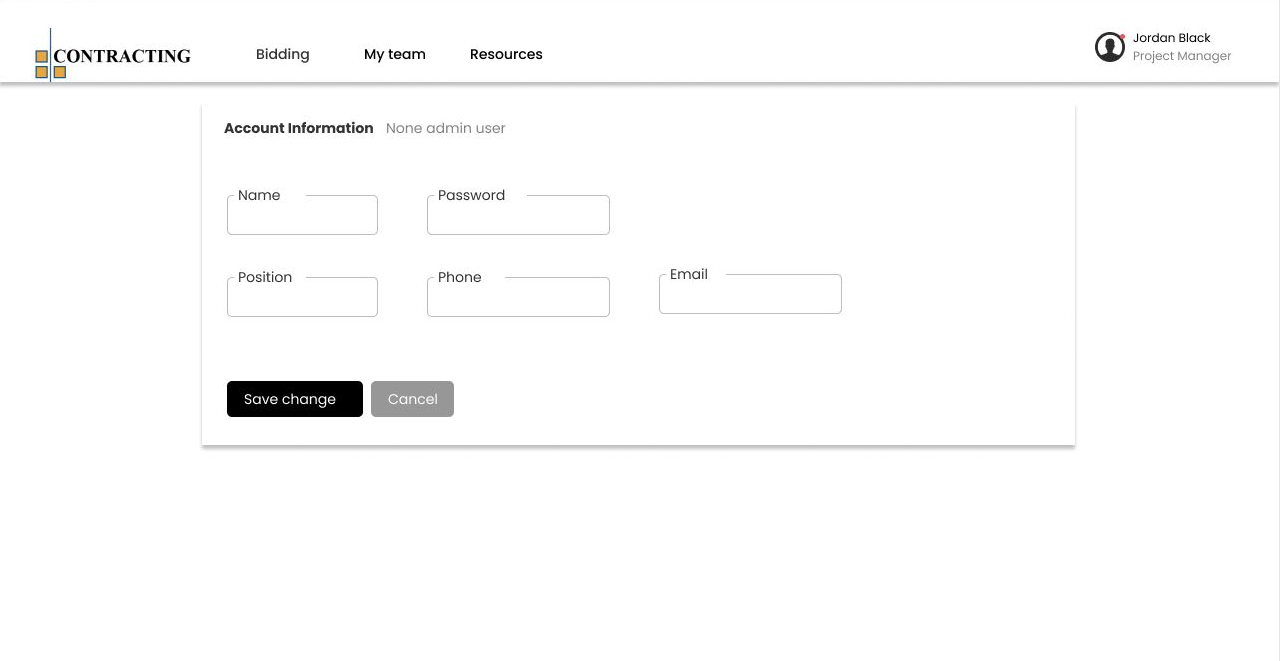 CONTRACTING
Bidding
My team
Resources
Jordan Black
Project Manager
Account Information
None admin user
Name
Password
Position
Phone
Email
Save change
Cancel